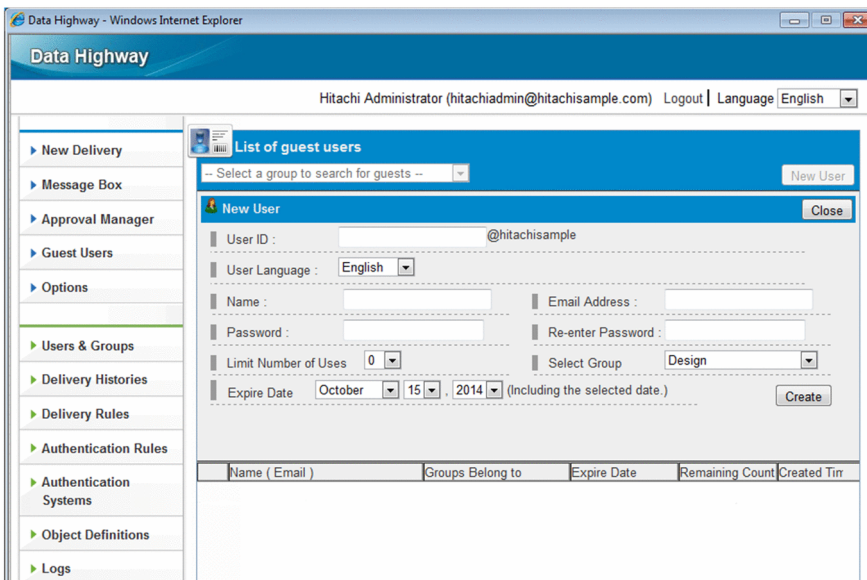 Data Highway - Windows Internet Explorer
Data Highway
Hitachi Administrator (hitachiadmin@hitachisample.com) Logout | Language English
New Delivery
Message Box
Approval Manager
Guest Users
Options
Users & Groups
Delivery Histories
Delivery Rules
Authentication Rules
Authentication
Systems
Object Definitions
Logs
List of guest users
-- Select a group to search for guests --
New User
New User
Close
User ID :
@hitachisample
User Language : English
Name :
Email Address :
Password :
Re-enter Password :
Limit Number of Uses 0
Select Group Design
Expire Date October 15 , 2014 (Including the selected date.)
Create
Name ( Email ) Groups Belong to Expire Date Remaining Count Created Tim